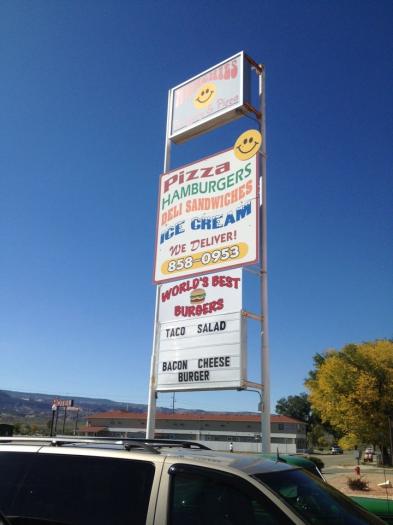 Pizza
HAMBURGERS
DELI SANDWICHES
ICE CREAM
WE DELIVER!
858-0953
WORLD'S BEST
BURGERS
TACO SALAD
BACON CHEESE
BURGER